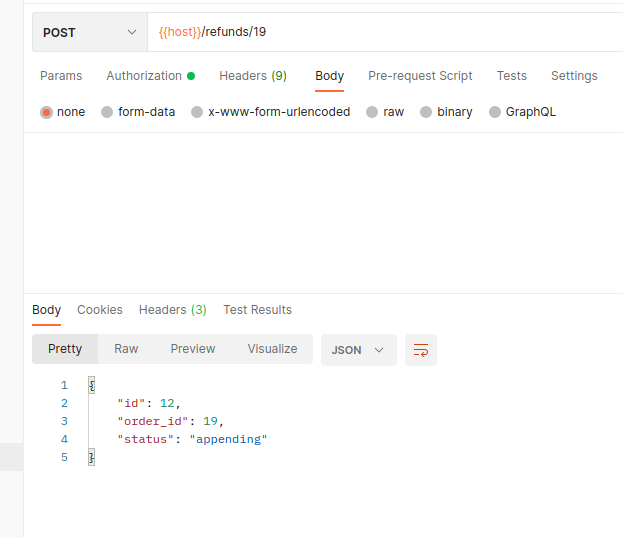 POST {{host}}/refunds/19
Params Authorization Headers (9) Body Pre-request Script Tests Settings
none form-data x-www-form-urlencoded raw binary GraphQL
Body Cookies Headers (3) Test Results
Pretty Raw Preview Visualize JSON
1 {
2 "id": 12,
3 "order_id": 19,
4 "status": "appending"
5 }